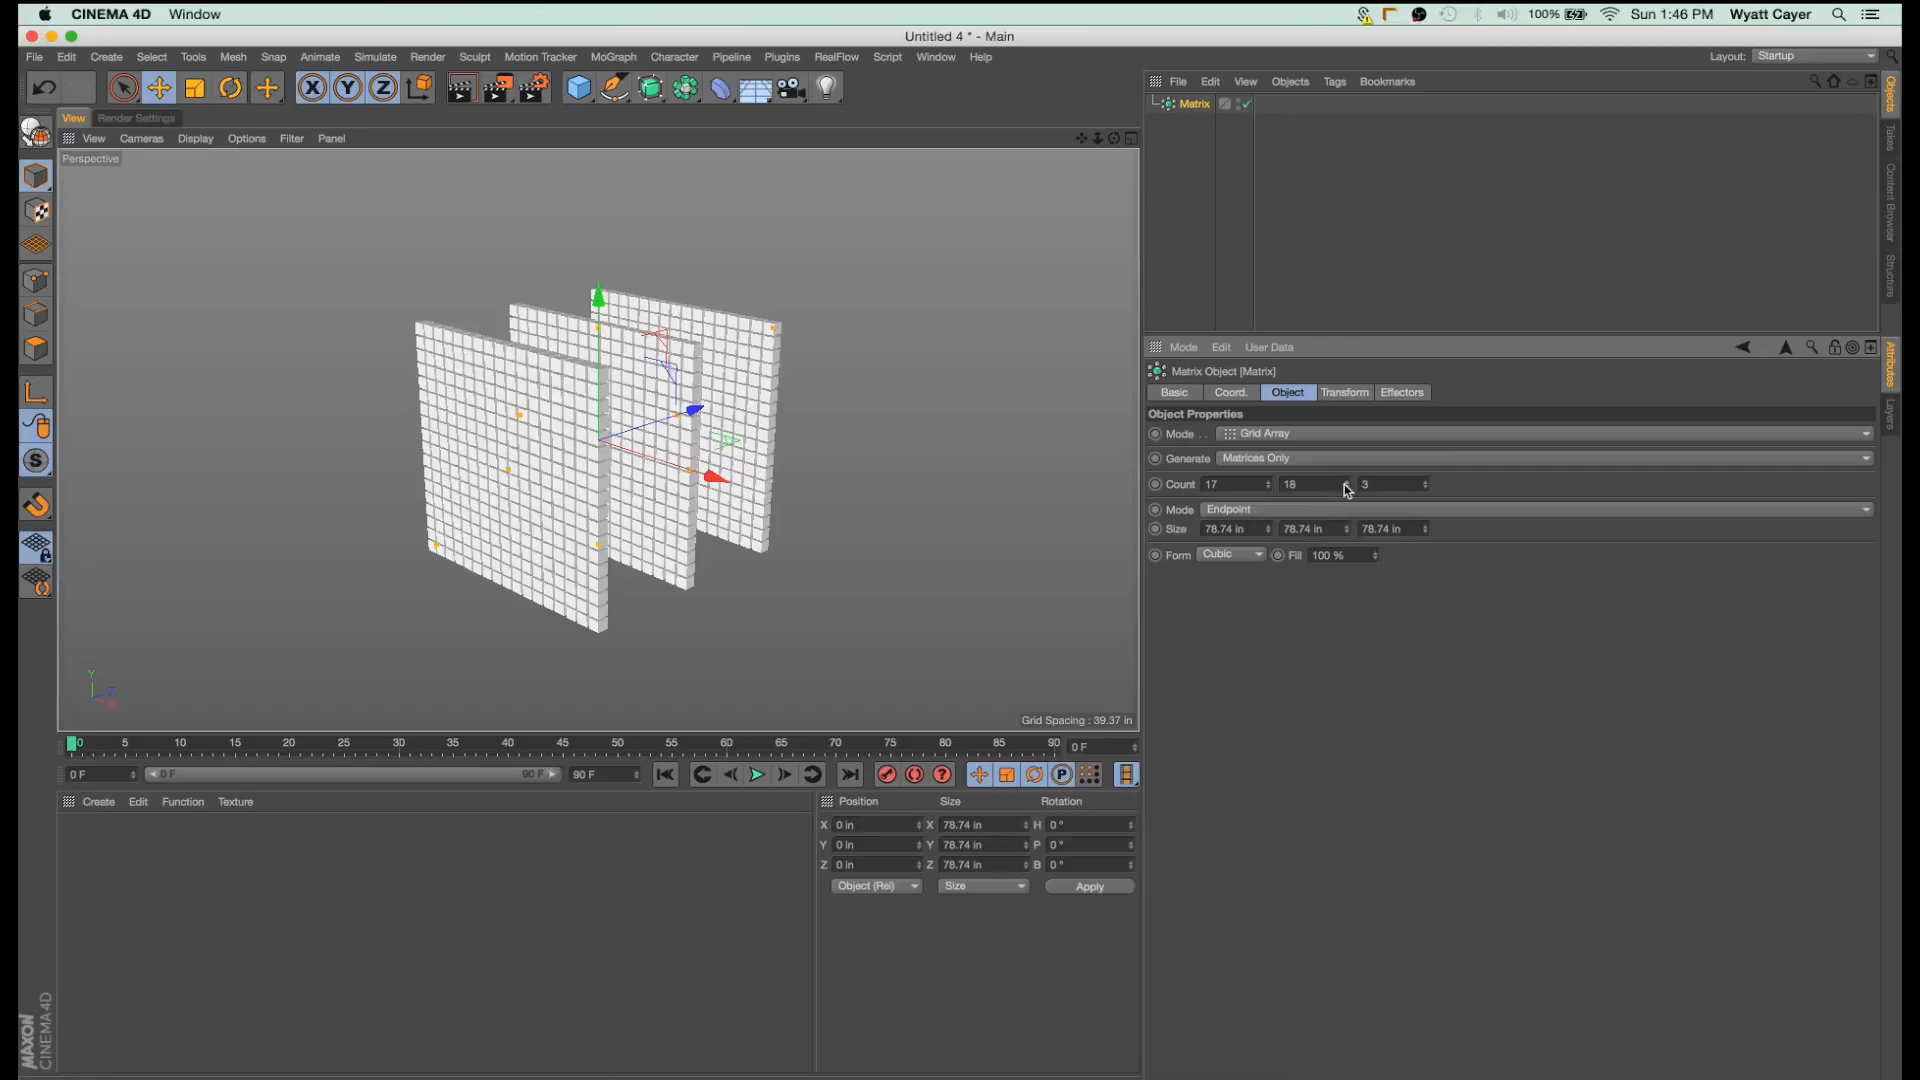 CINEMA 4D Window
100% Sun 1:46 PM Wyatt Cayer
Untitled 4 * - Main
File Edit Create Select Tools Mesh Snap Animate Simulate Render Sculpt Motion Tracker MoGraph Character Pipeline Plugins RealFlow Script Window Help
Layout: Startup
X Y Z
File Edit View Objects Tags Bookmarks
Matrix
Objects
Takes
Content Browser
Structure
View Render Settings
View Cameras Display Options Filter Panel
Perspective
Y
Z
Grid Spacing : 39.37 in
Mode Edit User Data
Attributes
Layers
Matrix Object [Matrix]
Basic Coord. Object Transform Effectors
Object Properties
Mode . . Grid Array
Generate Matrices Only
Count 17 18 3
Mode Endpoint
Size 78.74 in 78.74 in 78.74 in
Form Cubic Fill 100 %
S
0 5 10 15 20 25 30 35 40 45 50 55 60 65 70 75 80 85 90 0 F
0 F 0 F 90 F 90 F
P
Create Edit Function Texture
Position Size Rotation
X 0 in X 78.74 in H 0 °
Y 0 in Y 78.74 in P 0 °
Z 0 in Z 78.74 in B 0 °
Object (Rel) Size Apply
MAXON
CINEMA 4D